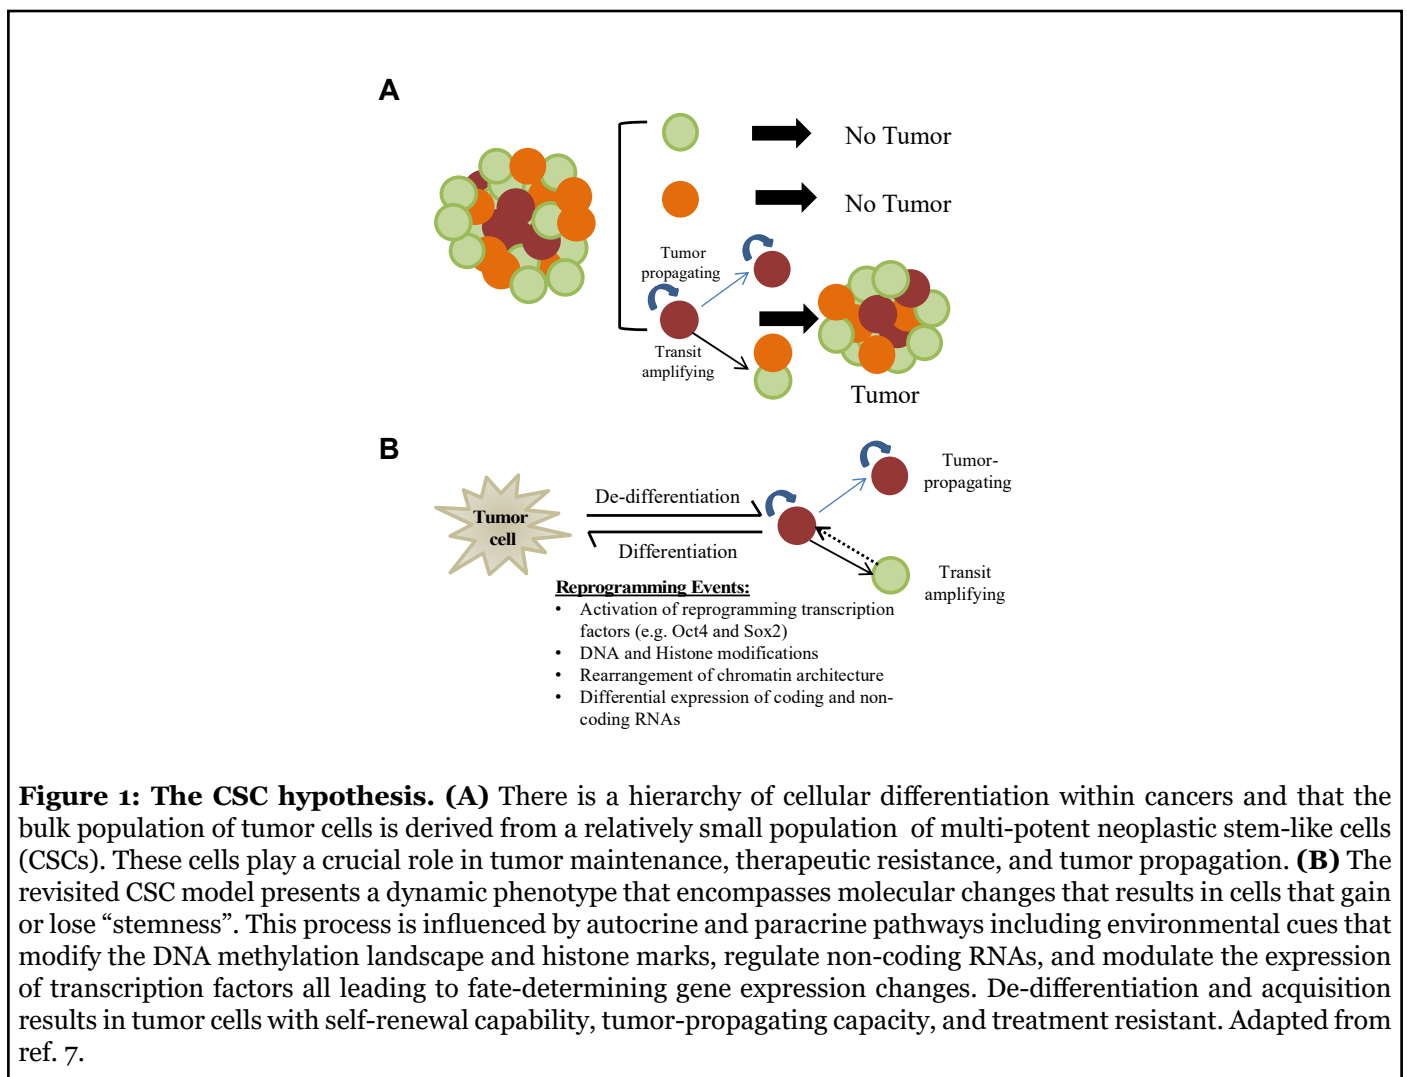 A
No Tumor
No Tumor
Tumor
propagating
Transit
amplifying
Tumor
B
Tumor
cell
De-differentiation
Differentiation
Tumor-
propagating
Transit
amplifying
Reprogramming Events:
• Activation of reprogramming transcription
factors (e.g. Oct4 and Sox2)
• DNA and Histone modifications
• Rearrangement of chromatin architecture
• Differential expression of coding and non-
coding RNAs
Figure 1: The CSC hypothesis. (A) There is a hierarchy of cellular differentiation within cancers and that the
bulk population of tumor cells is derived from a relatively small population of multi-potent neoplastic stem-like cells
(CSCs). These cells play a crucial role in tumor maintenance, therapeutic resistance, and tumor propagation. (B) The
revisited CSC model presents a dynamic phenotype that encompasses molecular changes that results in cells that gain
or lose “stemness”. This process is influenced by autocrine and paracrine pathways including environmental cues that
modify the DNA methylation landscape and histone marks, regulate non-coding RNAs, and modulate the expression
of transcription factors all leading to fate-determining gene expression changes. De-differentiation and acquisition
results in tumor cells with self-renewal capability, tumor-propagating capacity, and treatment resistant. Adapted from
ref. 7.